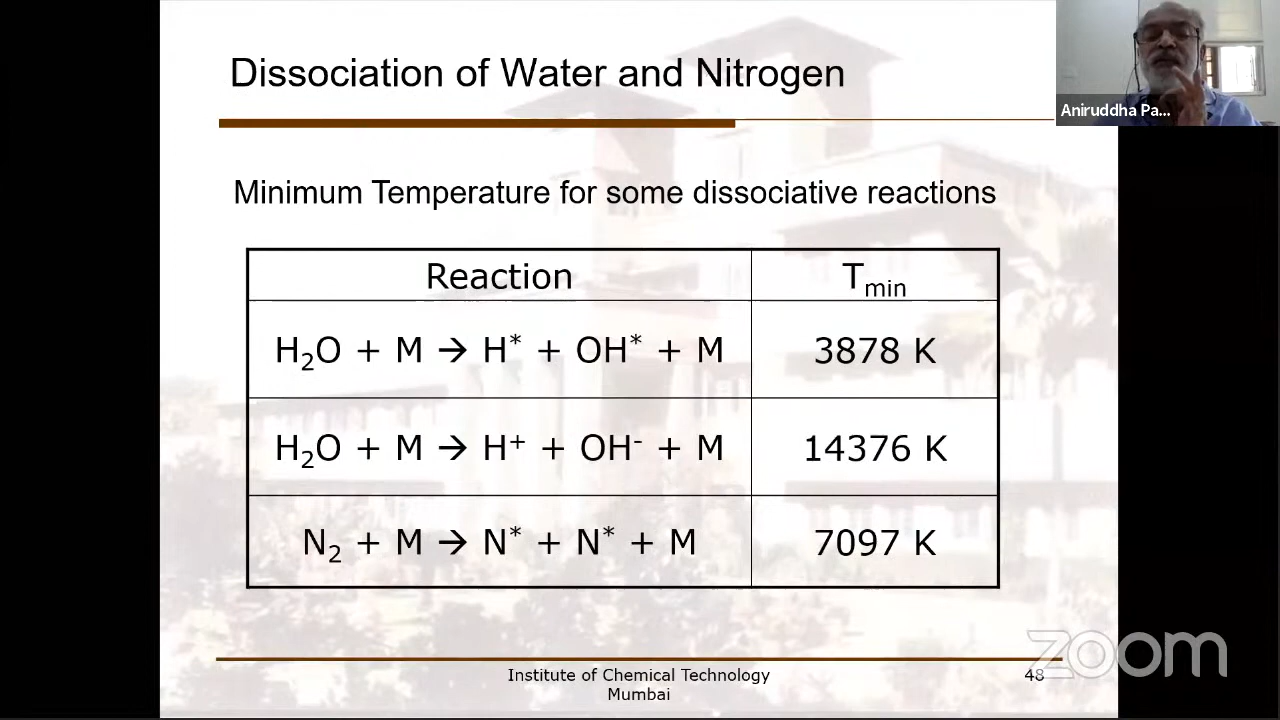 Dissociation of Water and Nitrogen
Aniruddha Pa...
Minimum Temperature for some dissociative reactions
Reaction T_min
H₂O + M → H* + OH* + M 3878 K
H₂O + M → H⁺ + OH⁻ + M 14376 K
N₂ + M → N* + N* + M 7097 K
zoom
Institute of Chemical Technology 48
Mumbai